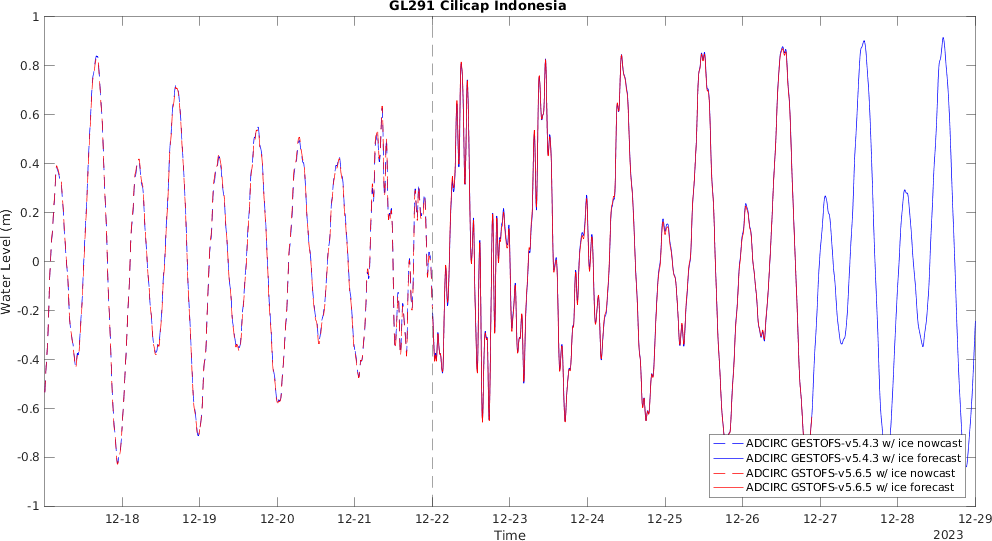 GL291 Cilicap Indonesia
1
0.8
0.6
0.4
0.2
0
-0.2
-0.4
-0.6
-0.8
-1
Water Level (m)
ADCIRC GESTOFS-v5.4.3 w/ ice nowcast
ADCIRC GESTOFS-v5.4.3 w/ ice forecast
ADCIRC GSTOFS-v5.6.5 w/ ice nowcast
ADCIRC GSTOFS-v5.6.5 w/ ice forecast
12-18 12-19 12-20 12-21 12-22 12-23 12-24 12-25 12-26 12-27 12-28 12-29
Time
2023